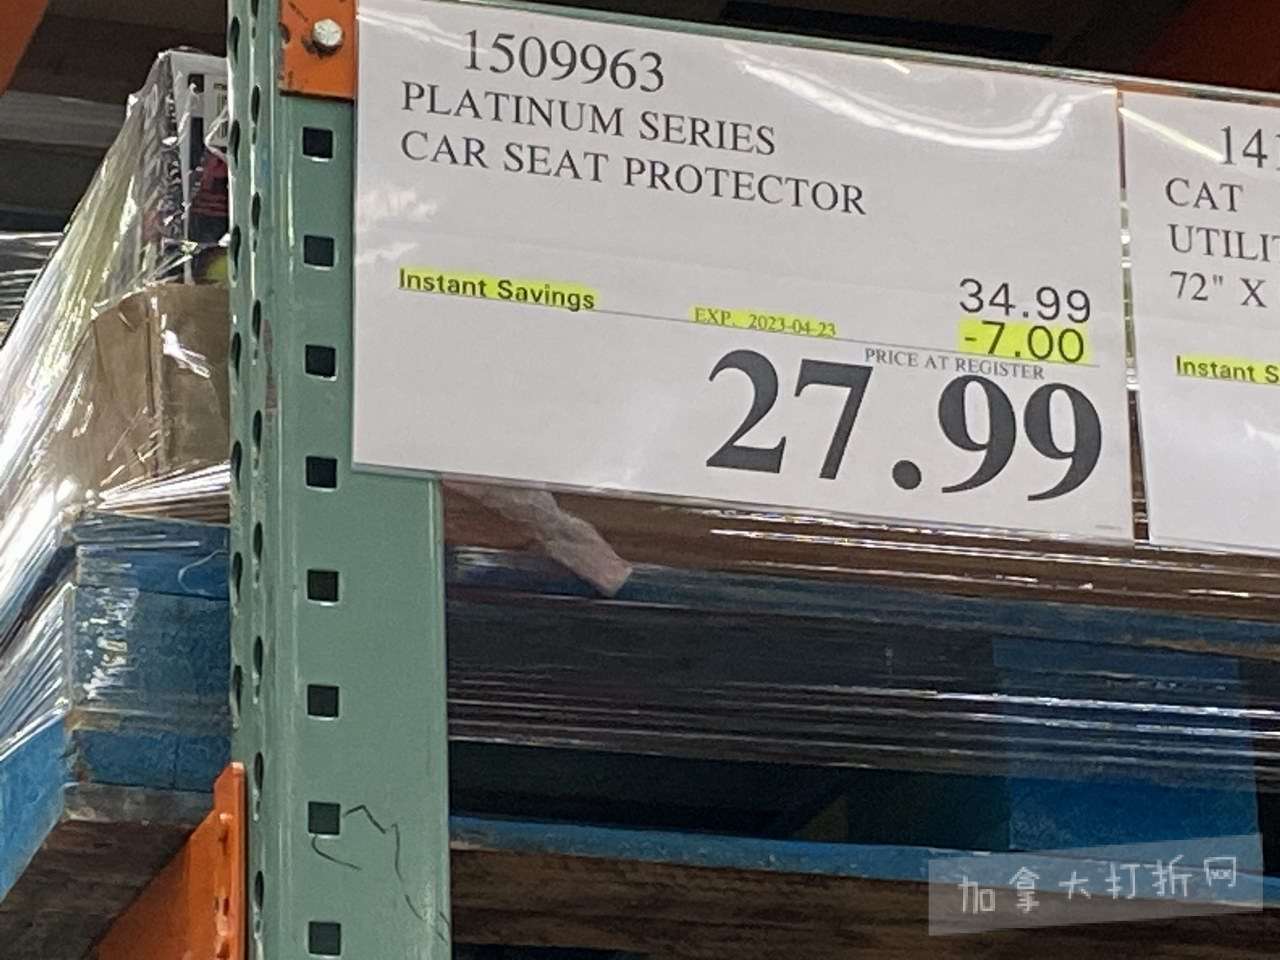 1509963
PLATINUM SERIES
CAR SEAT PROTECTOR
34.99
Instant Savings EXP. 2023-04-23 -7.00
PRICE AT REGISTER
27.99
CAT
72" X
Instant
加拿大打折网